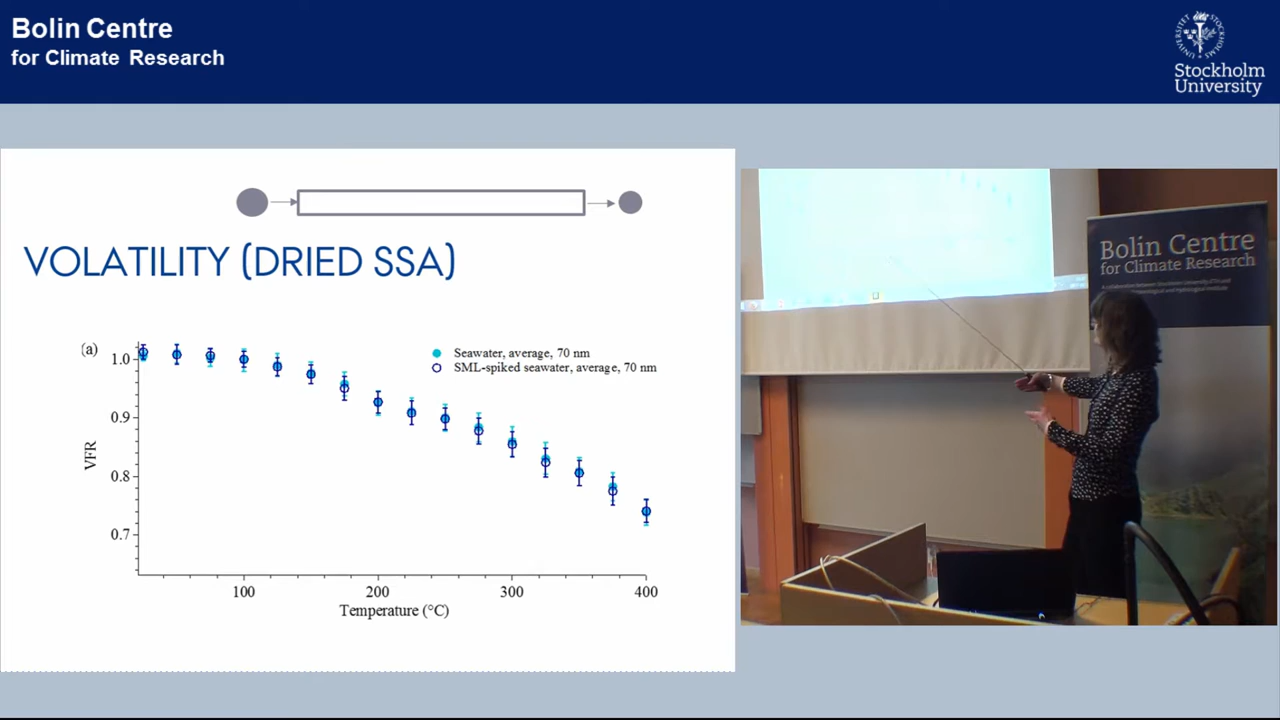 Bolin Centre
for Climate Research
Stockholm
University
VOLATILITY (DRIED SSA)
(a)
Seawater, average, 70 nm
SML-spiked seawater, average, 70 nm
1.0
0.9
0.8
0.7
VFR
100 200 300 400
Temperature (°C)
Bolin Centre
for Climate Research